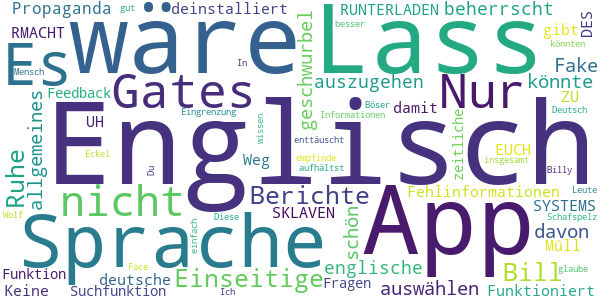 Propaganda gut deinstalliert RUNTERLADEN beherrscht
RMACHT wäre Lass besser gibt DES
Es In geschwurbel könnten
Mensch Gates auszugehen Nur Fake
Feedback könnte
allgemeines Eingrenzung damit Böser ZU
Ruhe UH Englisch Informationen Deutsch
enttäuscht zeitliche EUCH
Eckel Weg wissen empfinde insgesamt Billy
Du aufhältst
nicht Berichte App Fehlinformationen Leute
Wolf Sprache Diese SKLAVEN schön SYSTEMS Schafspelz
einfach davon
Müll
Face englische Bill glaube
Funktion deutsche Einseitige Fragen
Keine Suchfunktion Ich auswählen Funktioniert